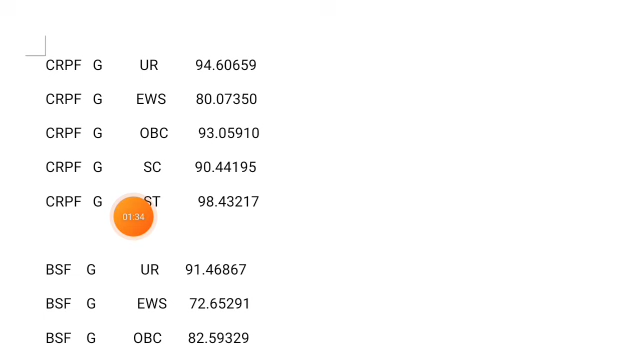 CRPF G UR 94.60659
CRPF G EWS 80.07350
CRPF G OBC 93.05910
CRPF G SC 90.44195
CRPF G ST 98.43217
01:34
BSF G UR 91.46867
BSF G EWS 72.65291
BSF G OBC 82.59329